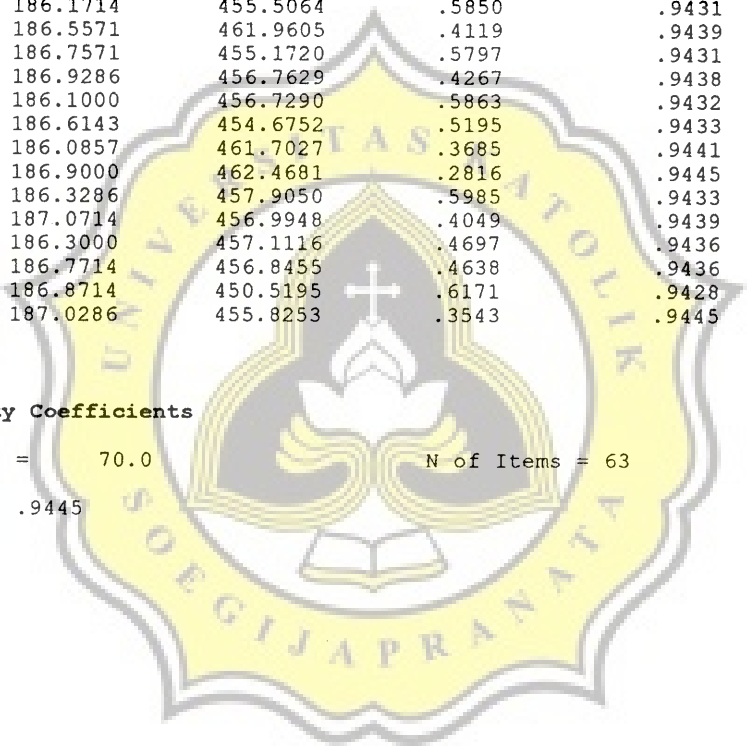 186.1714 455.5064 .5850 .9431
186.5571 461.9605 .4119 .9439
186.7571 455.1720 .5797 .9431
186.9286 456.7629 .4267 .9438
186.1000 456.7290 .5863 .9432
186.6143 454.6752 .5195 .9433
186.0857 461.7027 .3685 .9441
186.9000 462.4681 .2816 .9445
186.3286 457.9050 .5985 .9433
187.0714 456.9948 .4049 .9439
186.3000 457.1116 .4697 .9436
186.7714 456.8455 .4638 .9436
186.8714 450.5195 .6171 .9428
187.0286 455.8253 .3543 .9445
y Coefficients
= 70.0 N of Items = 63
.9445
UNIVERSITAS KATOLIK
SOEGIJAPRANATA